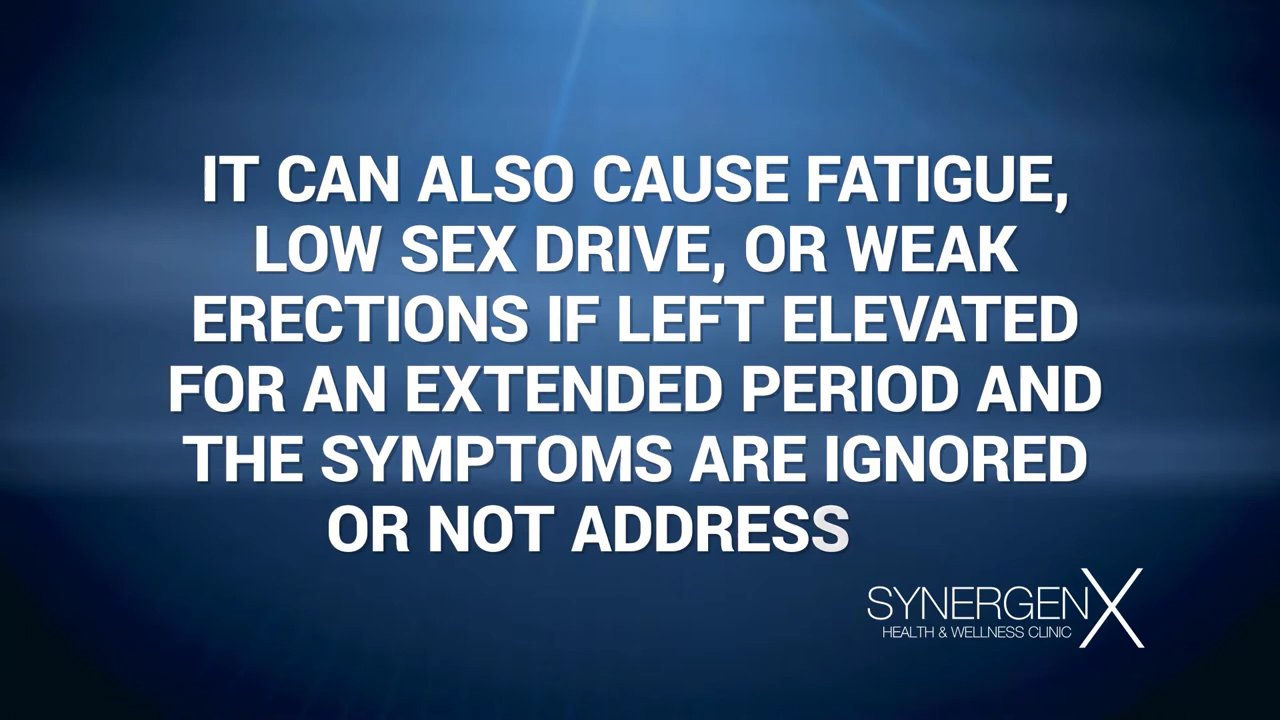 IT CAN ALSO CAUSE FATIGUE,
LOW SEX DRIVE, OR WEAK
ERECTIONS IF LEFT ELEVATED
FOR AN EXTENDED PERIOD AND
THE SYMPTOMS ARE IGNORED
OR NOT ADDRESS
SYNERGENX
HEALTH & WELLNESS CLINIC